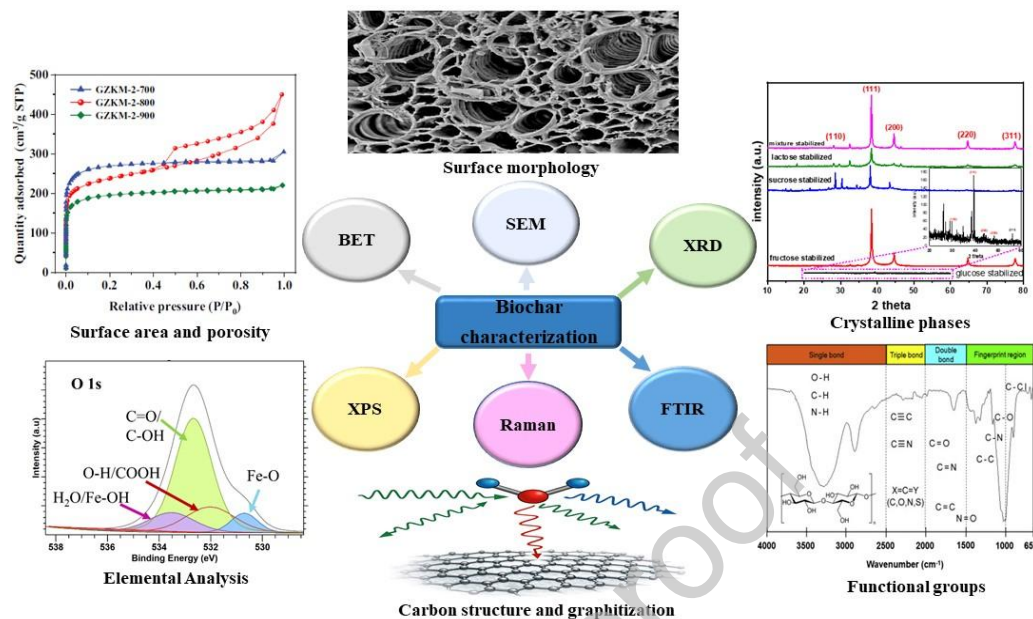 500
400
300
200
100
0
Quantity adsorbed (cm³/g STP)
GZKM-2-700
GZKM-2-800
GZKM-2-900
0.0 0.2 0.4 0.6 0.8 1.0
Relative pressure (P/P₀)
Surface area and porosity
Surface morphology
intensity (a.u.)
(111)
(110)
(200)
(220)
(311)
mixture stabilized
lactose stabilized
sucrose stabilized
fructose stabilized
glucose stabilized
2 theta
10 20 30 40 50 60 70 80
2 theta
Crystalline phases
BET
SEM
XRD
Biochar
characterization
XPS
Raman
FTIR
O 1s
C=O/
C-OH
O-H/COOH
H₂O/Fe-OH
Fe-O
Intensity (a.u)
538 536 534 532 530
Binding Energy (eV)
Elemental Analysis
Carbon structure and graphitization
Single bond
Triple bond
Double
bond
Fingerprint region
O-H
C-H
N-H
C≡C
C≡N
X=C=Y
(C,O,N,S)
C=O
C=N
C=C
N=O
C-Cl
C-O
C-N
C-C
4000 3000 2500 2000 1500 1000 650
Wavenumber (cm⁻¹)
Functional groups
proof